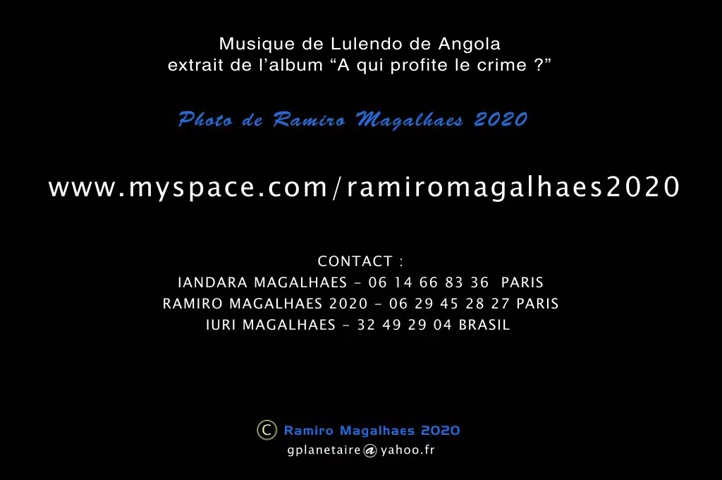 Musique de Lulendo de Angola
extrait de l'album “A qui profite le crime ?”
Photo de Ramiro Magalhaes 2020
www.myspace.com/ramiromagalhaes2020
CONTACT :
IANDARA MAGALHAES – 06 14 66 83 36 PARIS
RAMIRO MAGALHAES 2020 – 06 29 45 28 27 PARIS
IURI MAGALHAES – 32 49 29 04 BRASIL
© Ramiro Magalhaes 2020
gplanetaire@yahoo.fr